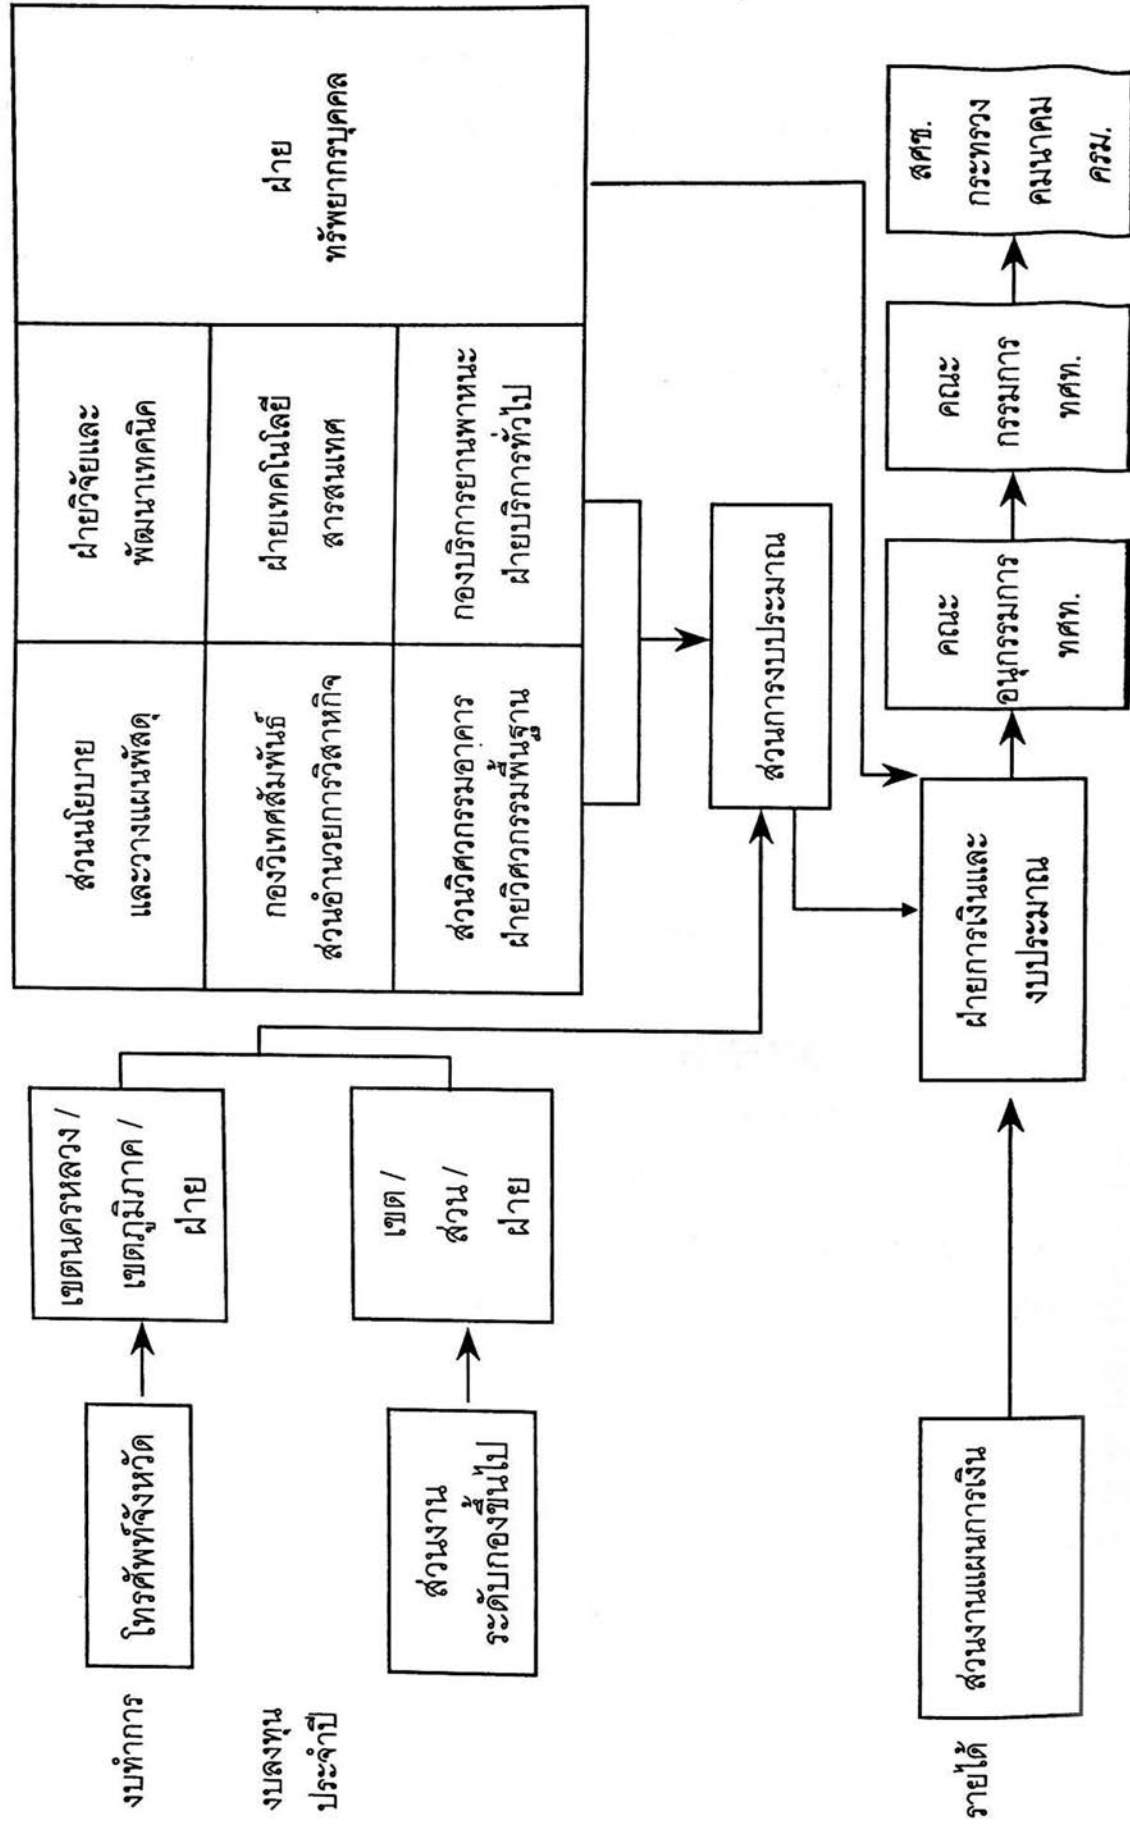 งบทำการ
งบลงทุน
ประจำปี
โทรศัพท์จังหวัด
เขตนครหลวง /
เขตภูมิภาค /
ฝ่าย
ส่วนงาน
ระดับกองขึ้นไป
เขต /
ส่วน /
ฝ่าย
ส่วนนโยบาย
และวางแผนพัสดุ
ฝ่ายวิจัยและ
พัฒนาเทคนิค
ฝ่าย
ทรัพยากรบุคคล
กองวิเทศสัมพันธ์
ส่วนอำนวยการวิสาหกิจ
ฝ่ายเทคโนโลยี
สารสนเทศ
ส่วนวิศวกรรมอาคาร
ฝ่ายวิศวกรรมพื้นฐาน
กองบริการยานพาหนะ
ฝ่ายบริการทั่วไป
ส่วนการงบประมาณ
รายได้
ส่วนงานแผนการเงิน
ฝ่ายการเงินและ
งบประมาณ
คณะ
อนุกรรมการ
ทศท.
คณะ
กรรมการ
ทศท.
สศช.
กระทรวง
คมนาคม
ครม.